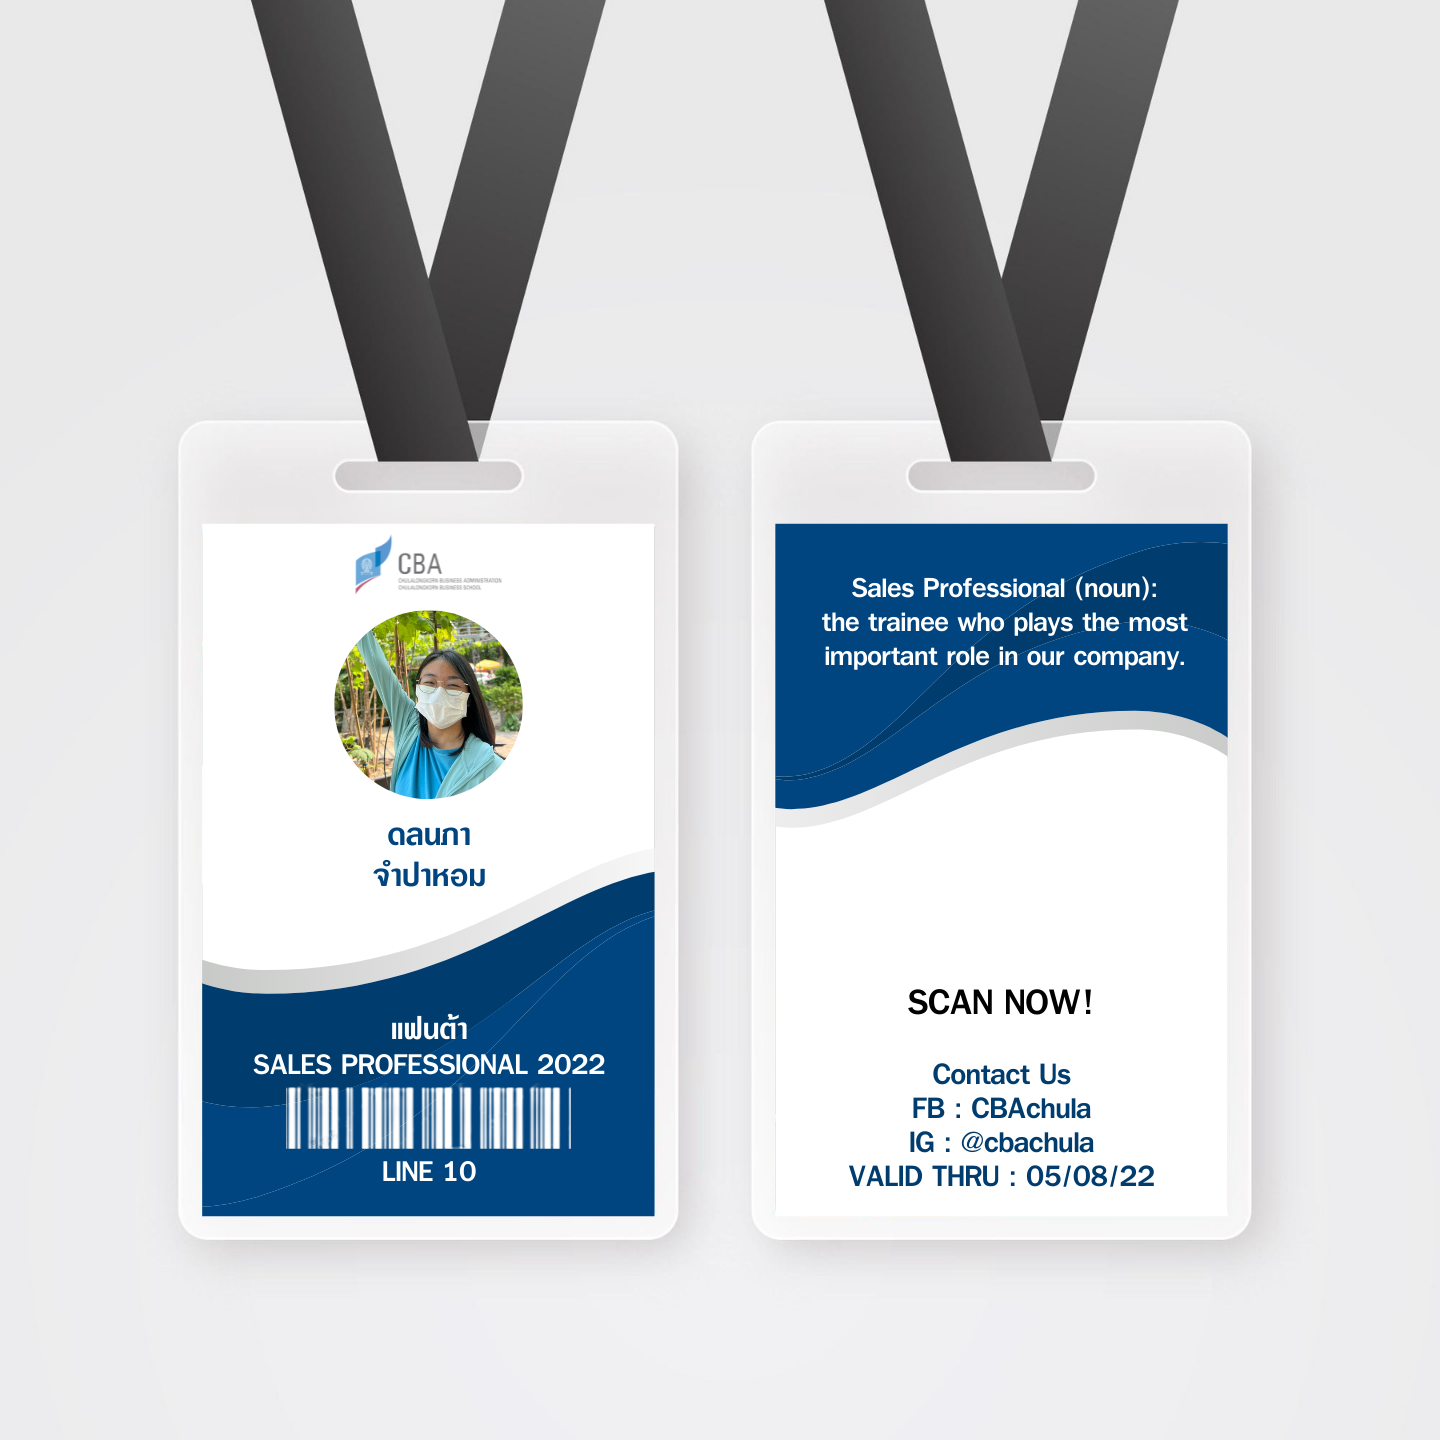 CBA
CHULALONGKORN BUSINESS ADMINISTRATION
CHULALONGKORN BUSINESS SCHOOL
ดลนภา
จำปาหอม
แฟนต้า
SALES PROFESSIONAL 2022
LINE 10
Sales Professional (noun):
the trainee who plays the most
important role in our company.
SCAN NOW!
Contact Us
FB : CBAchula
IG : @cbachula
VALID THRU : 05/08/22